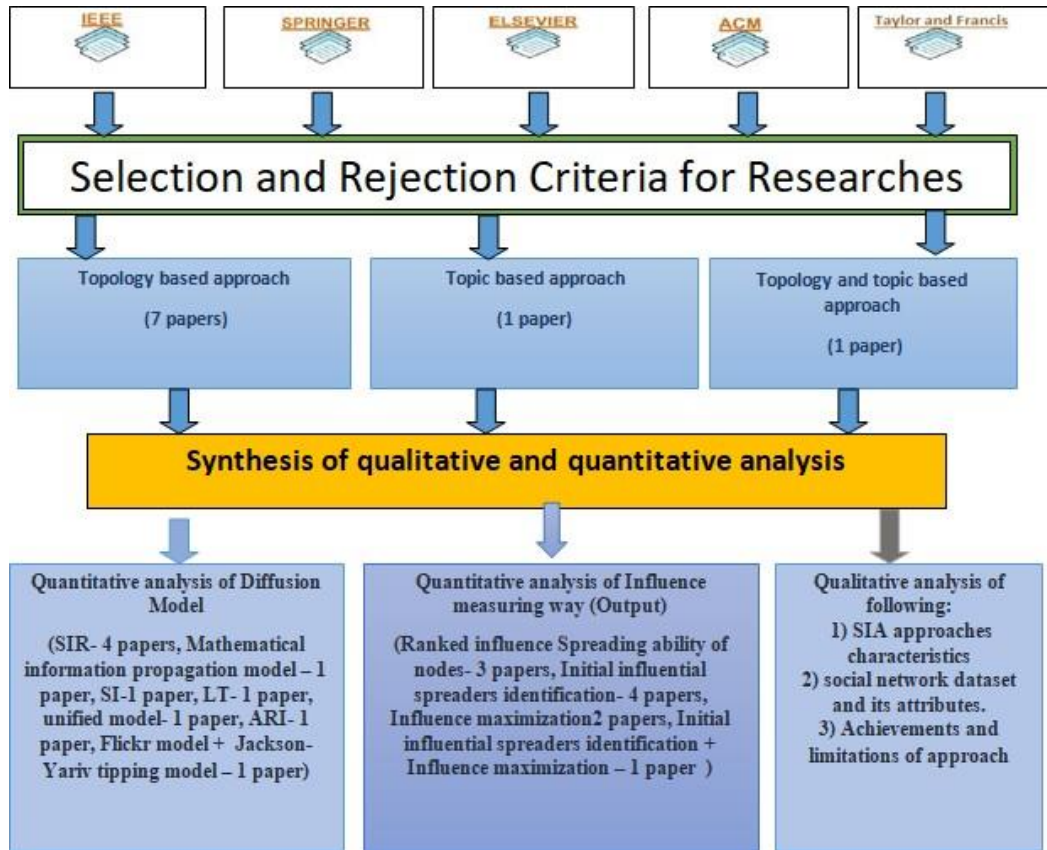 IEEE
SPRINGER
ELSEVIER
ACM
Taylor and Francis
Selection and Rejection Criteria for Researches
Topology based approach
(7 papers)
Topic based approach
(1 paper)
Topology and topic based
approach
(1 paper)
Synthesis of qualitative and quantitative analysis
Quantitative analysis of Diffusion
Model
(SIR- 4 papers, Mathematical
information propagation model – 1
paper, SI-1 paper, LT- 1 paper,
unified model- 1 paper, ARI- 1
paper, Flickr model + Jackson-
Yariv tipping model – 1 paper)
Quantitative analysis of Influence
measuring way (Output)
(Ranked influence Spreading ability of
nodes- 3 papers, Initial influential
spreaders identification- 4 papers,
Influence maximization2 papers, Initial
influential spreaders identification +
Influence maximization – 1 paper )
Qualitative analysis of
following:
1) SIA approaches
characteristics
2) social network dataset
and its attributes.
3) Achievements and
limitations of approach